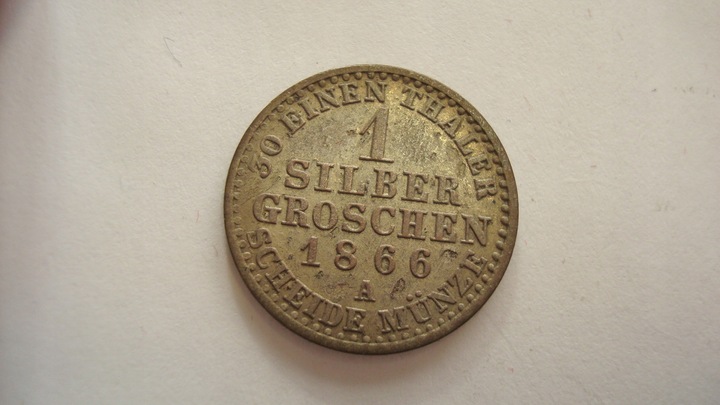 30 EINEN THALER
1
SILBER
GROSCHEN
1866
A
SCHEIDE MÜNZE